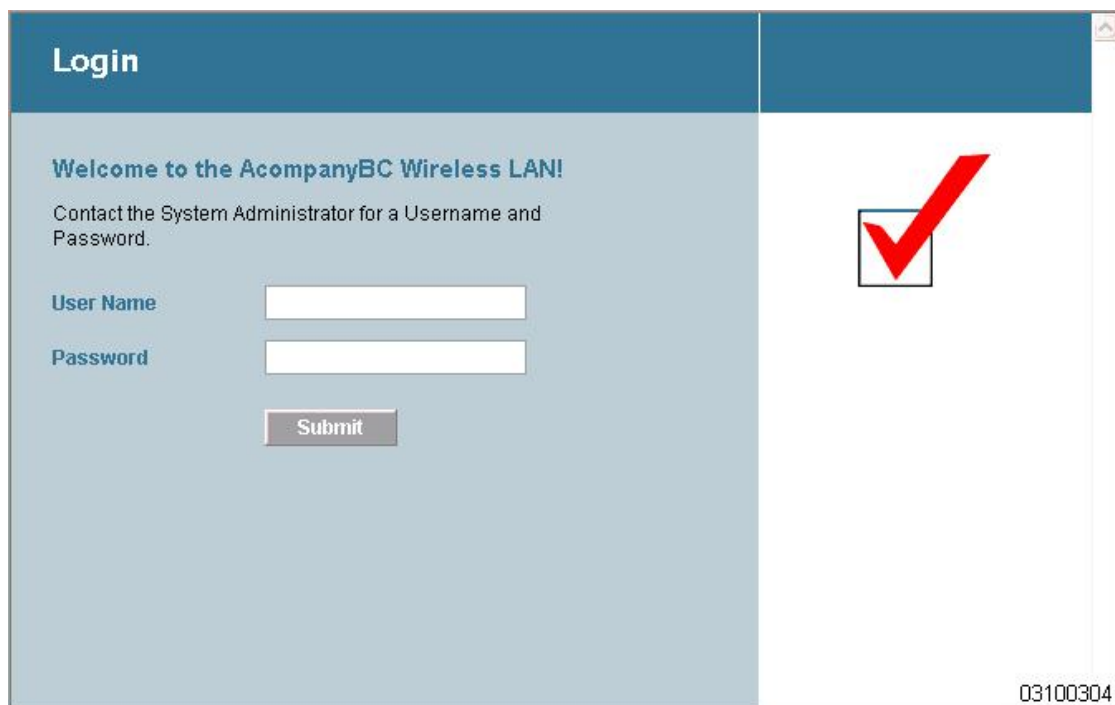 Login
Welcome to the AcompanyBC Wireless LAN!
Contact the System Administrator for a Username and
Password.
User Name
Password
Submit
03100304